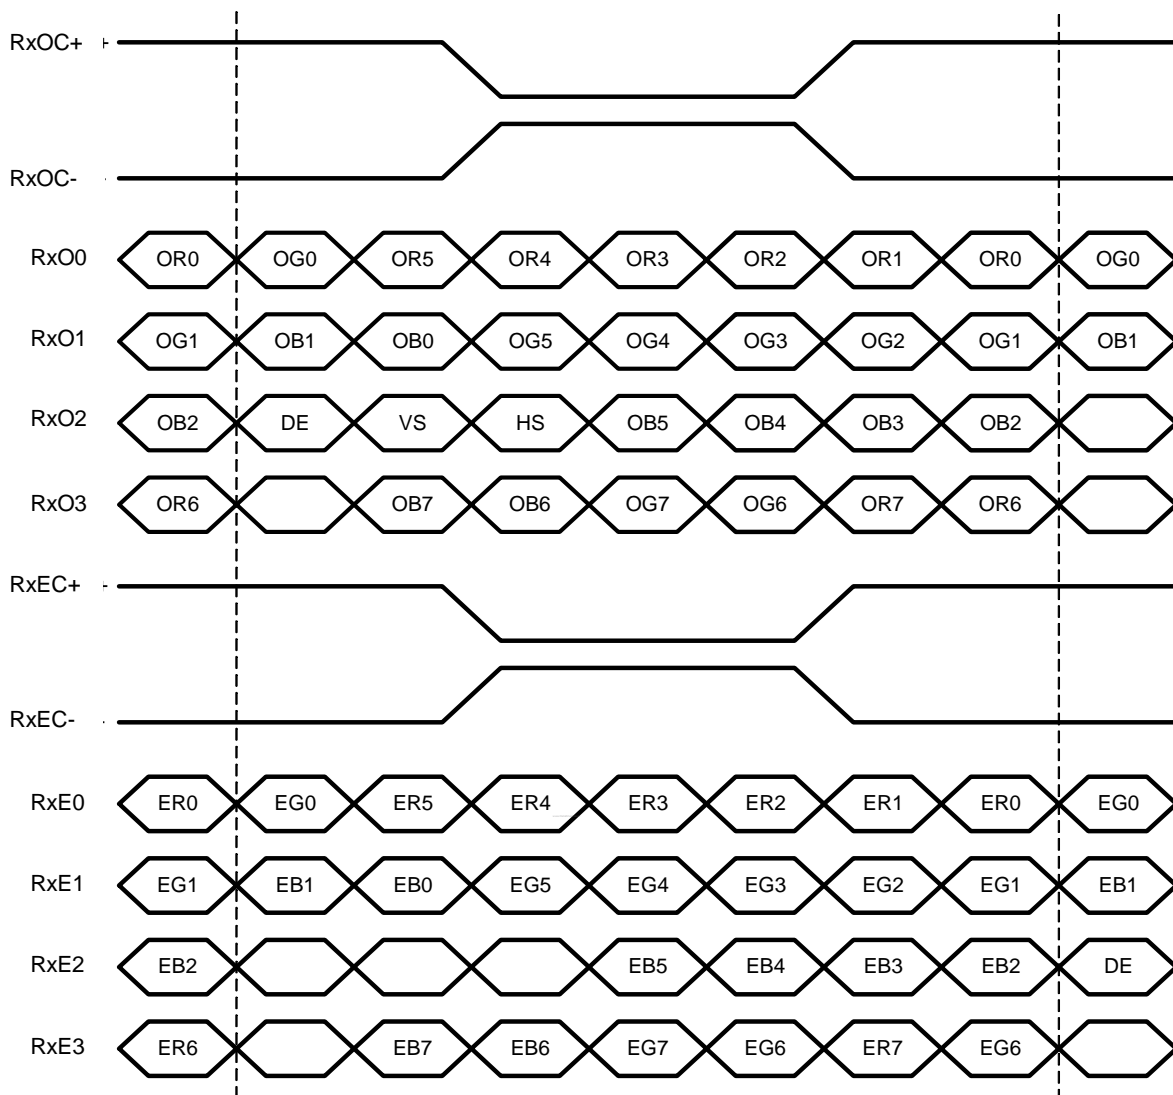 RxOC+ +
RxOC- -
RxO0 OR0 OG0 OR5 OR4 OR3 OR2 OR1 OR0 OG0
RxO1 OG1 OB1 OB0 OG5 OG4 OG3 OG2 OG1 OB1
RxO2 OB2 DE VS HS OB5 OB4 OB3 OB2
RxO3 OR6 OB7 OB6 OG7 OG6 OR7 OR6
RxEC+ +
RxEC- -
RxE0 ER0 EG0 ER5 ER4 ER3 ER2 ER1 ER0 EG0
RxE1 EG1 EB1 EB0 EG5 EG4 EG3 EG2 EG1 EB1
RxE2 EB2 EB5 EB4 EB3 EB2 DE
RxE3 ER6 EB7 EB6 EG7 EG6 ER7 EG6